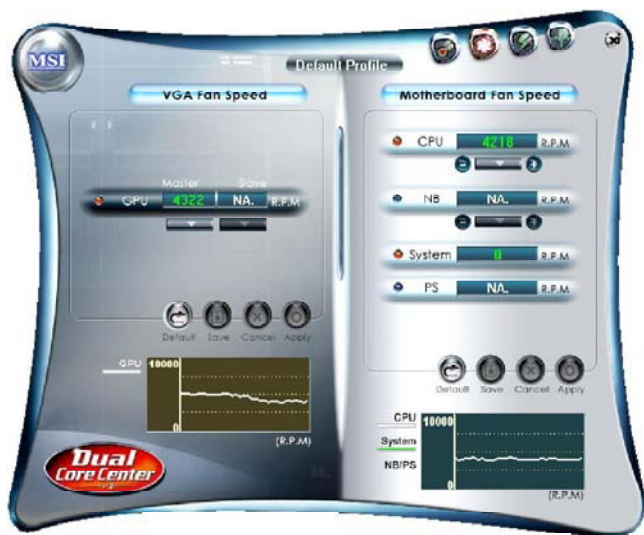 MSI
Default Profile
VGA Fan Speed
Master Slave
GPU 4322 NA. R.P.M
Default Save Cancel Apply
GPU 10000
0
(R.P.M)
Dual
Core Center
Motherboard Fan Speed
CPU 4218 R.P.M
NB NA. R.P.M
System 0 R.P.M
PS NA. R.P.M
Default Save Cancel Apply
CPU 10000
System
NB/PS
0
(R.P.M)